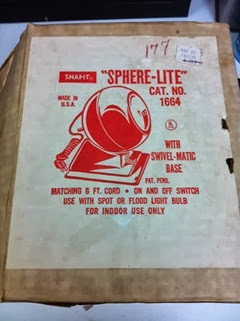 177
SNAPIT®
"SPHERE-LITE"
CAT. NO.
1664
MADE IN
U.S.A.
WITH
SWIVEL-MATIC
BASE
PAT. PEND.
MATCHING 6 FT. CORD • ON AND OFF SWITCH
USE WITH SPOT OR FLOOD LIGHT BULB
FOR INDOOR USE ONLY